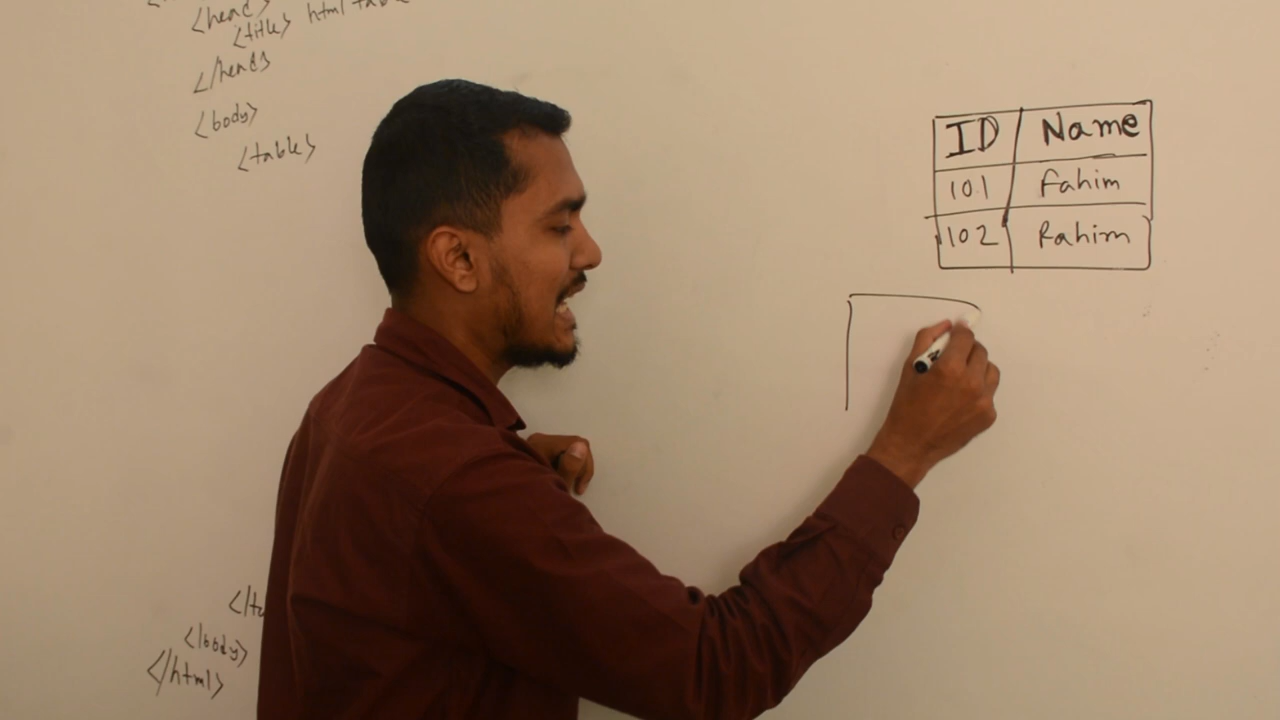 <head>
<title> html table
</head>
<body>
<table>
ID Name
101 Fahim
102 Rahim
<body>
</html>